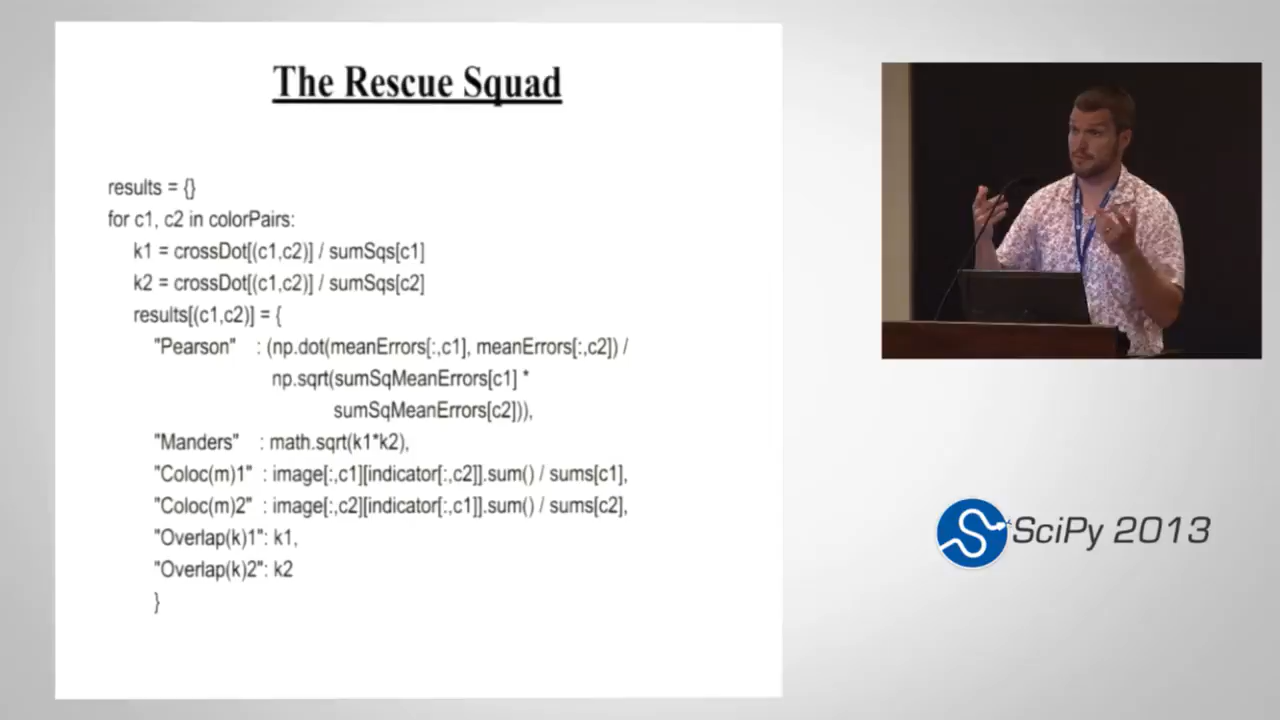 The Rescue Squad
results = {}
for c1, c2 in colorPairs:
k1 = crossDot[(c1,c2)] / sumSqs[c1]
k2 = crossDot[(c1,c2)] / sumSqs[c2]
results[(c1,c2)] = {
"Pearson" : (np.dot(meanErrors[:,c1], meanErrors[:,c2]) /
np.sqrt(sumSqMeanErrors[c1] *
sumSqMeanErrors[c2])),
"Manders" : math.sqrt(k1*k2),
"Coloc(m)1" : image[:,c1][indicator[:,c2]].sum() / sums[c1],
"Coloc(m)2" : image[:,c2][indicator[:,c1]].sum() / sums[c2],
"Overlap(k)1": k1,
"Overlap(k)2": k2
}
SciPy 2013